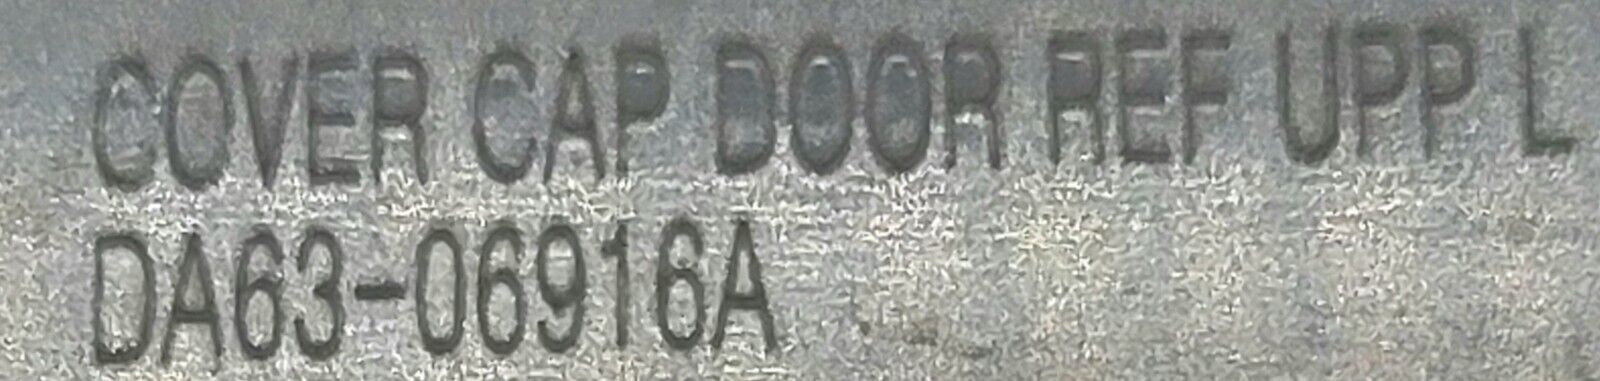 COVER CAP DOOR REF UPP L
DA63-06916A